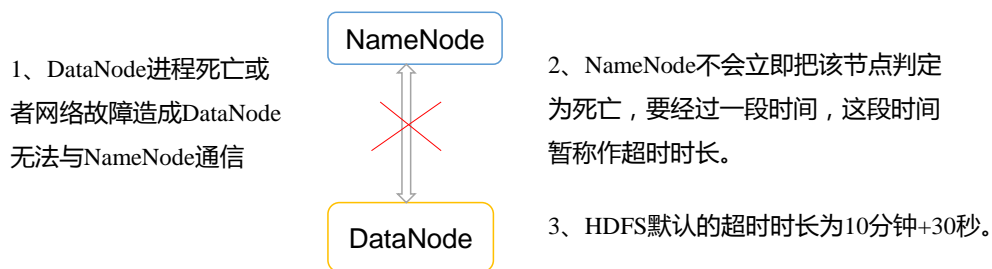 NameNode
1、DataNode进程死亡或
者网络故障造成DataNode
无法与NameNode通信
2、NameNode不会立即把该节点判定
为死亡，要经过一段时间，这段时间
暂称作超时时长。
3、HDFS默认的超时时长为10分钟+30秒。
DataNode